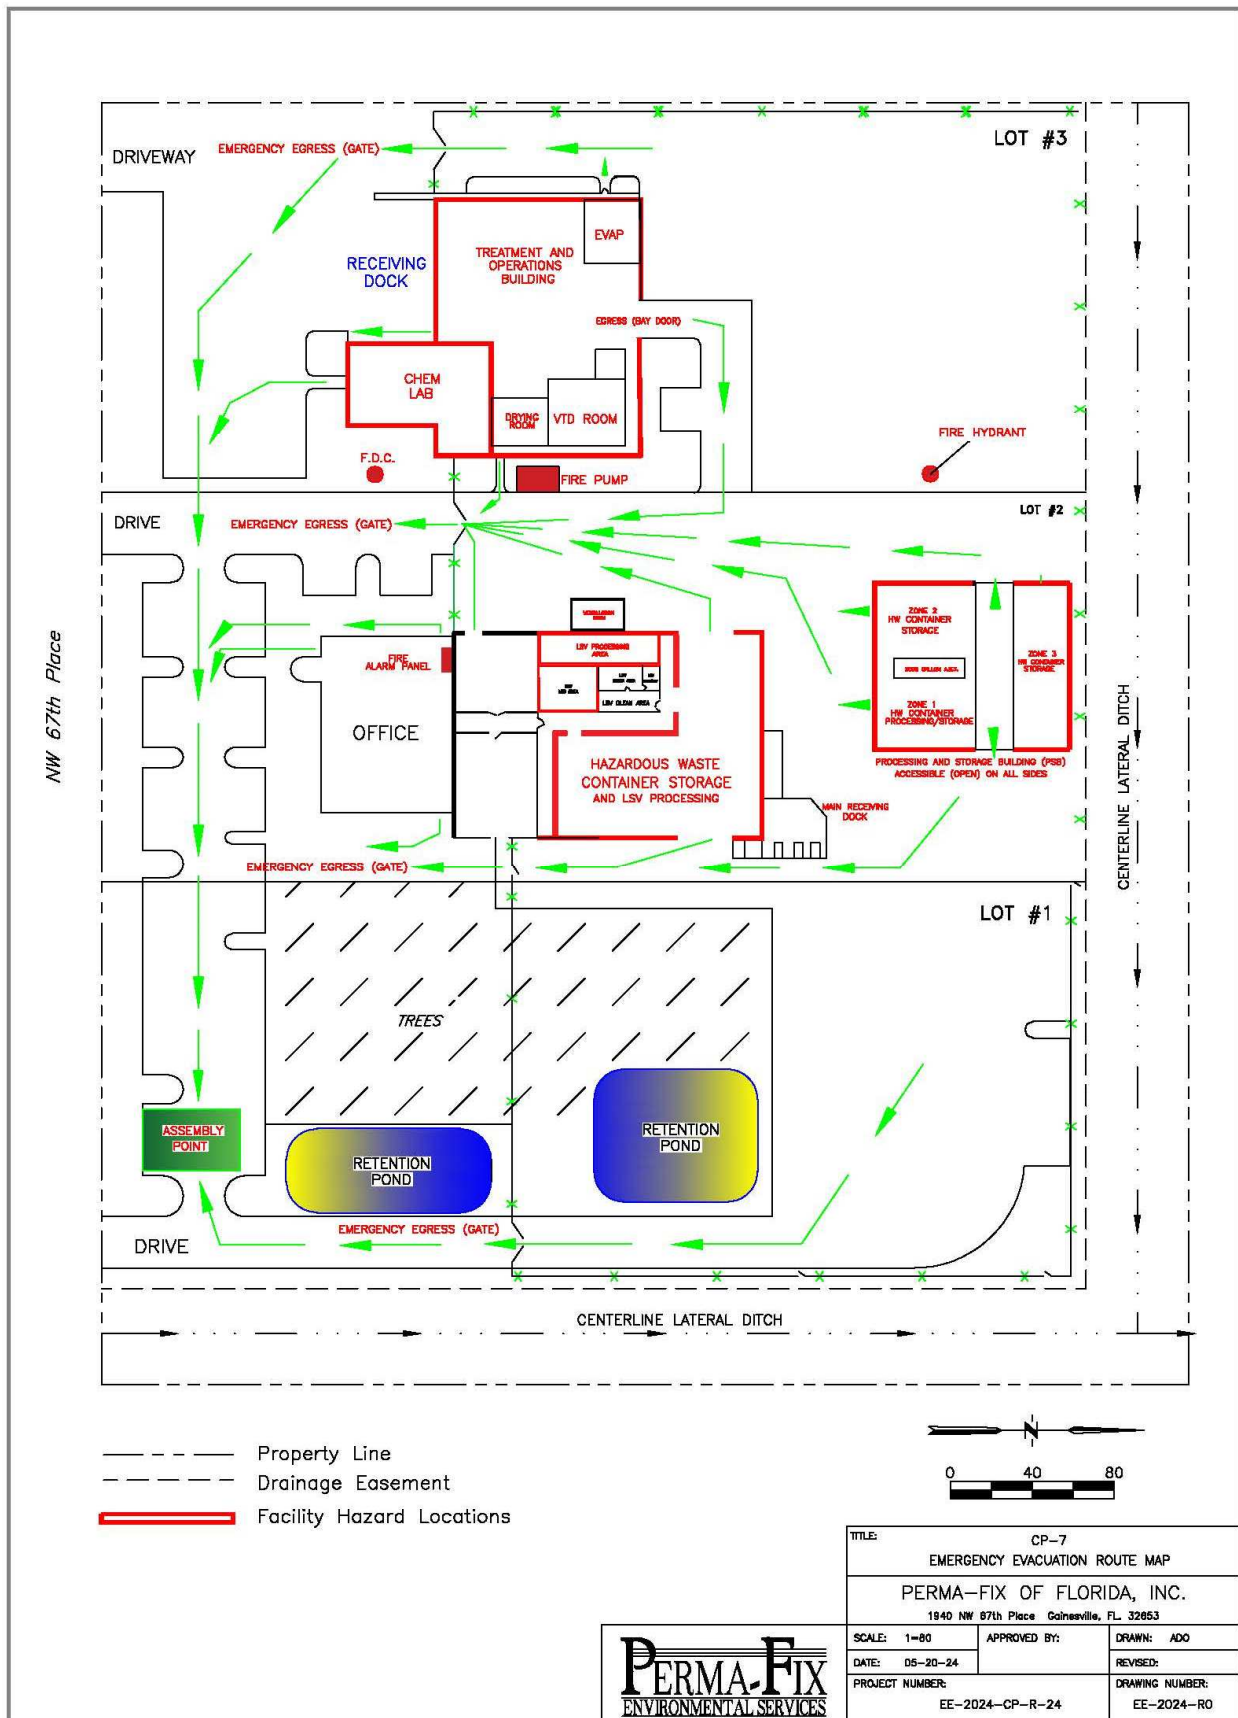 LOT #3
DRIVEWAY
EMERGENCY EGRESS (GATE)
EVAP
TREATMENT AND
OPERATIONS
BUILDING
RECEIVING
DOCK
EGRESS (BAY DOOR)
CHEM
LAB
DRYING
ROOM
VTD ROOM
F.D.C.
FIRE PUMP
FIRE HYDRANT
LOT #2
DRIVE
EMERGENCY EGRESS (GATE)
NW 67th Place
ZONE 2
HW CONTAINER
STORAGE
ZONE 3
HW CONTAINER
STORAGE
ZONE 1
HW CONTAINER
PROCESSING/STORAGE
PROCESSING AND STORAGE BUILDING (PSB)
ACCESSIBLE (OPEN) ON ALL SIDES
LSV PROCESSING
AREA
LSV CLEAN AREA
FIRE
ALARM PANEL
OFFICE
HAZARDOUS WASTE
CONTAINER STORAGE
AND LSV PROCESSING
MAIN RECEIVING
DOCK
CENTERLINE LATERAL DITCH
EMERGENCY EGRESS (GATE)
LOT #1
TREES
ASSEMBLY
POINT
RETENTION
POND
RETENTION
POND
EMERGENCY EGRESS (GATE)
DRIVE
CENTERLINE LATERAL DITCH
N
0 40 80
Property Line
Drainage Easement
Facility Hazard Locations
TITLE:
CP-7
EMERGENCY EVACUATION ROUTE MAP
PERMA-FIX OF FLORIDA, INC.
1940 NW 67th Place Gainesville, FL. 32653
SCALE: 1=80
APPROVED BY:
DRAWN: ADO
DATE: 05-20-24
REVISED:
PROJECT NUMBER:
EE-2024-CP-R-24
DRAWING NUMBER:
EE-2024-RO
PERMA-FIX
ENVIRONMENTAL SERVICES